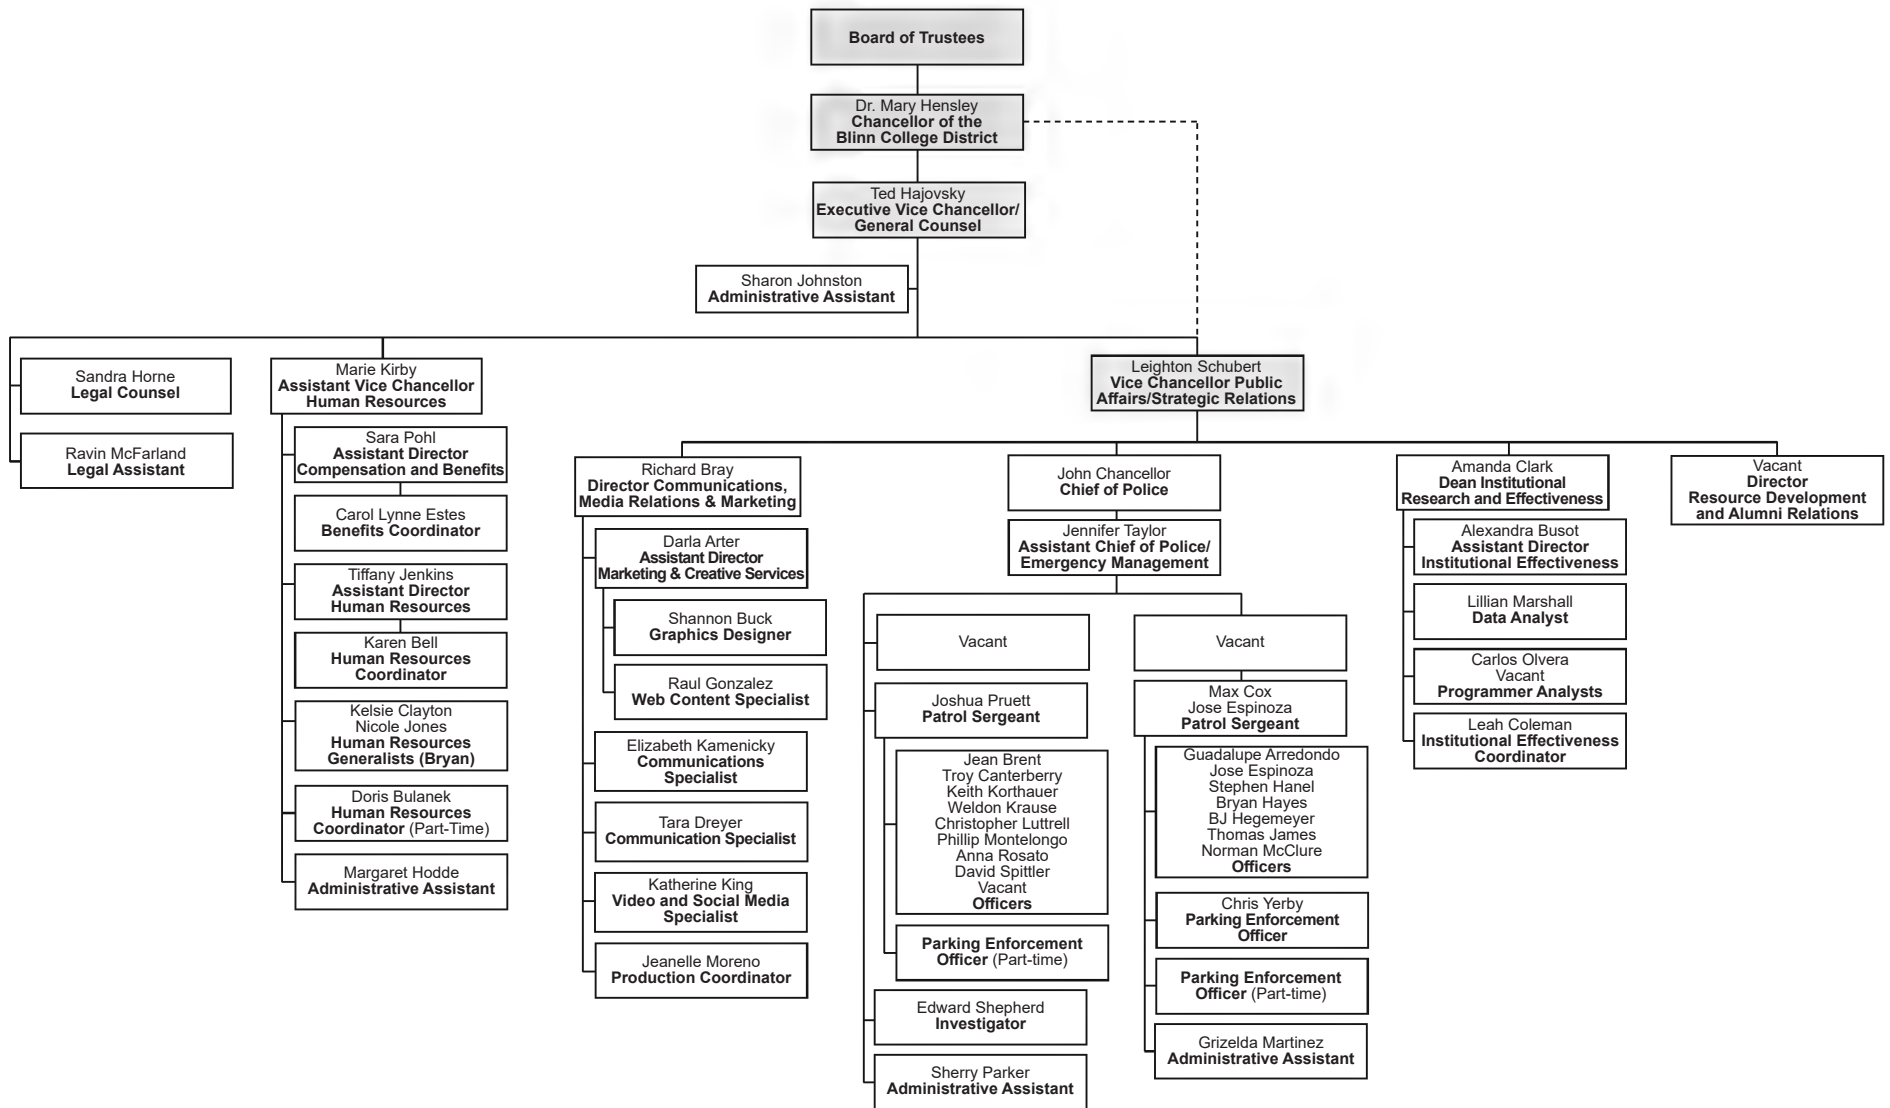 Board of Trustees
Dr. Mary Hensley
Chancellor of the
Blinn College District
Ted Hajovsky
Executive Vice Chancellor/
General Counsel
Sharon Johnston
Administrative Assistant
Sandra Horne
Legal Counsel
Ravin McFarland
Legal Assistant
Marie Kirby
Assistant Vice Chancellor
Human Resources
Sara Pohl
Assistant Director
Compensation and Benefits
Carol Lynne Estes
Benefits Coordinator
Tiffany Jenkins
Assistant Director
Human Resources
Karen Bell
Human Resources
Coordinator
Kelsie Clayton
Nicole Jones
Human Resources
Generalists (Bryan)
Doris Bulanek
Human Resources
Coordinator (Part-Time)
Margaret Hodde
Administrative Assistant
Leighton Schubert
Vice Chancellor Public
Affairs/Strategic Relations
Richard Bray
Director Communications,
Media Relations & Marketing
Darla Arter
Assistant Director
Marketing & Creative Services
Shannon Buck
Graphics Designer
Raul Gonzalez
Web Content Specialist
Elizabeth Kamenicky
Communications
Specialist
Tara Dreyer
Communication Specialist
Katherine King
Video and Social Media
Specialist
Jeanelle Moreno
Production Coordinator
John Chancellor
Chief of Police
Jennifer Taylor
Assistant Chief of Police/
Emergency Management
Vacant
Joshua Pruett
Patrol Sergeant
Jean Brent
Troy Canterberry
Keith Korthauer
Weldon Krause
Christopher Luttrell
Phillip Montelongo
Anna Rosato
David Spittler
Vacant
Officers
Parking Enforcement
Officer (Part-time)
Edward Shepherd
Investigator
Sherry Parker
Administrative Assistant
Vacant
Max Cox
Jose Espinoza
Patrol Sergeant
Guadalupe Arredondo
Jose Espinoza
Stephen Hanel
Bryan Hayes
BJ Hegemeyer
Thomas James
Norman McClure
Officers
Chris Yerby
Parking Enforcement
Officer
Parking Enforcement
Officer (Part-time)
Grizelda Martinez
Administrative Assistant
Amanda Clark
Dean Institutional
Research and Effectiveness
Alexandra Busot
Assistant Director
Institutional Effectiveness
Lillian Marshall
Data Analyst
Carlos Olvera
Vacant
Programmer Analysts
Leah Coleman
Institutional Effectiveness
Coordinator
Vacant
Director
Resource Development
and Alumni Relations